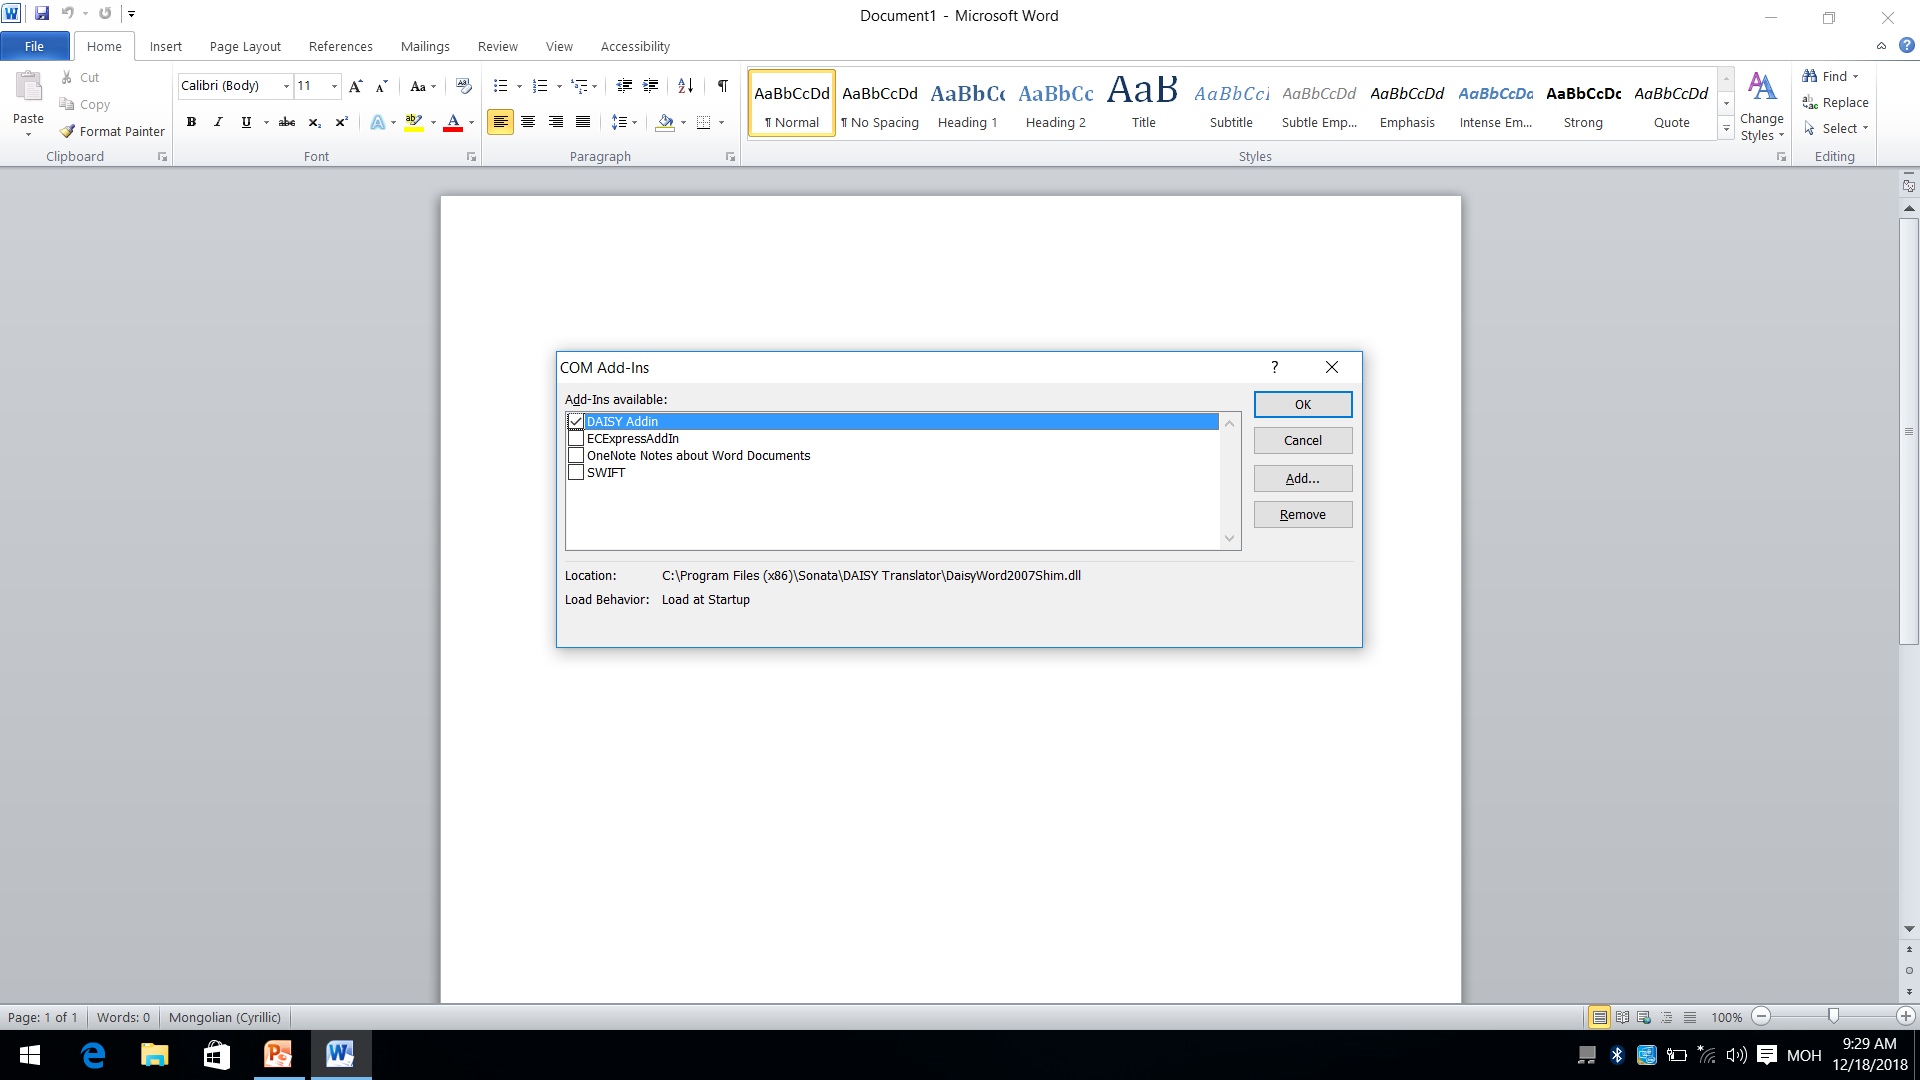 Document1 - Microsoft Word
File Home Insert Page Layout References Mailings Review View Accessibility
Paste
Cut
Copy
Format Painter
Clipboard
Calibri (Body) 11
Font
Paragraph
AaBbCcDd AaBbCcDd AaBbCc AaBbCc AaB AaBbCcI AaBbCcDd AaBbCcDd AaBbCcDd AaBbCcDc AaBbCcDd
¶ Normal ¶ No Spacing Heading 1 Heading 2 Title Subtitle Subtle Emp... Emphasis Intense Em... Strong Quote
Styles
Change
Styles
Find
Replace
Select
Editing
COM Add-Ins
Add-Ins available:
DAISY Addin
ECExpressAddIn
OneNote Notes about Word Documents
SWIFT
OK
Cancel
Add...
Remove
Location: C:\Program Files (x86)\Sonata\DAISY Translator\DaisyWord2007Shim.dll
Load Behavior: Load at Startup
Page: 1 of 1 Words: 0 Mongolian (Cyrillic) 100%
МОН
9:29 AM
12/18/2018